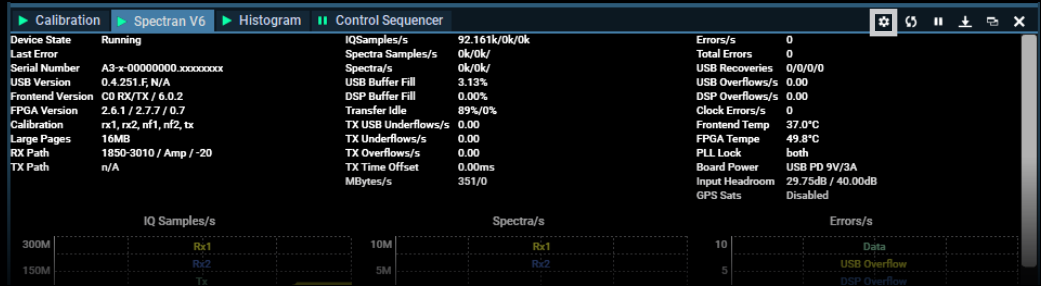 Calibration Spectran V6 Histogram Control Sequencer
Device State Running
Last Error
Serial Number A3-x-00000000.xxxxxxxx
USB Version 0.4.251.F, N/A
Frontend Version C0 RX/TX / 6.0.2
FPGA Version 2.6.1 / 2.7.7 / 0.7
Calibration rx1, rx2, nf1, nf2, tx
Large Pages 16MB
RX Path 1850-3010 / Amp / -20
TX Path n/a
IQSamples/s 92.161k/0k/0k
Spectra Samples/s 0k/0k/
Spectra/s 0k/0k/
USB Buffer Fill 3.13%
DSP Buffer Fill 0.00%
Transfer Idle 89%/0%
TX USB Underflows/s 0.00
TX Underflows/s 0.00
TX Overflows/s 0.00
TX Time Offset 0.00ms
MBytes/s 351/0
Errors/s 0
Total Errors 0
USB Recoveries 0/0/0/0
USB Overflows/s 0.00
DSP Overflows/s 0.00
Clock Errors/s 0
Frontend Temp 37.0°C
FPGA Tempe 49.8°C
PLL Lock both
Board Power USB PD 9V/3A
Input Headroom 29.75dB / 40.00dB
GPS Sats Disabled
IQ Samples/s
300M
Rx1
Rx2
150M
Tx
Spectra/s
10M
Rx1
Rx2
5M
Errors/s
10
Data
USB Overflow
5
DSP Overflow